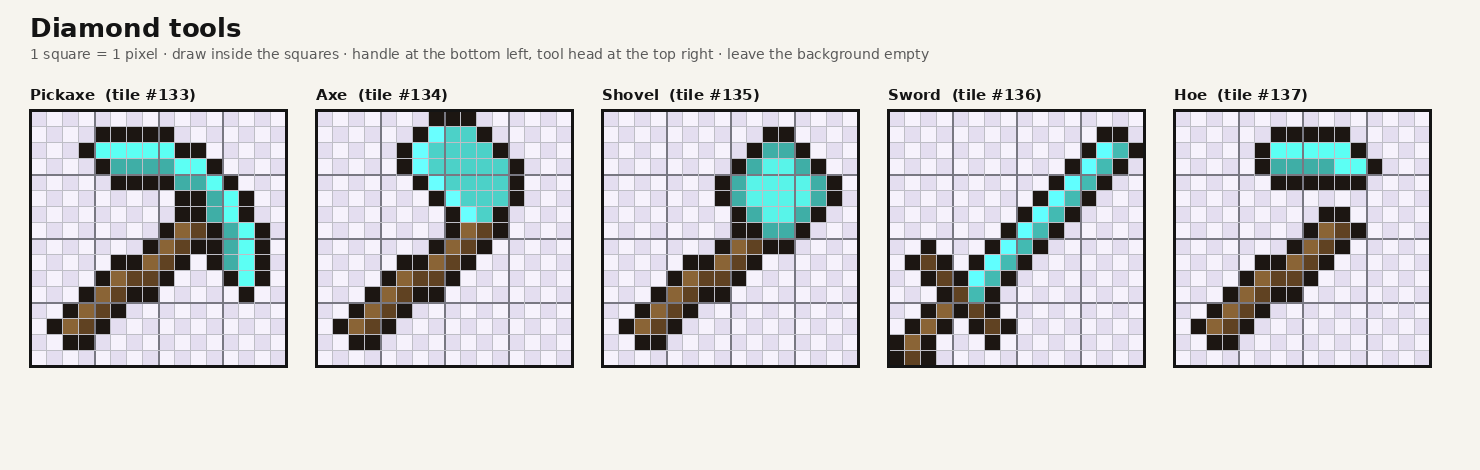 Diamond tools
1 square = 1 pixel · draw inside the squares · handle at the bottom left, tool head at the top right · leave the background empty
Pickaxe (tile #133)
Axe (tile #134)
Shovel (tile #135)
Sword (tile #136)
Hoe (tile #137)